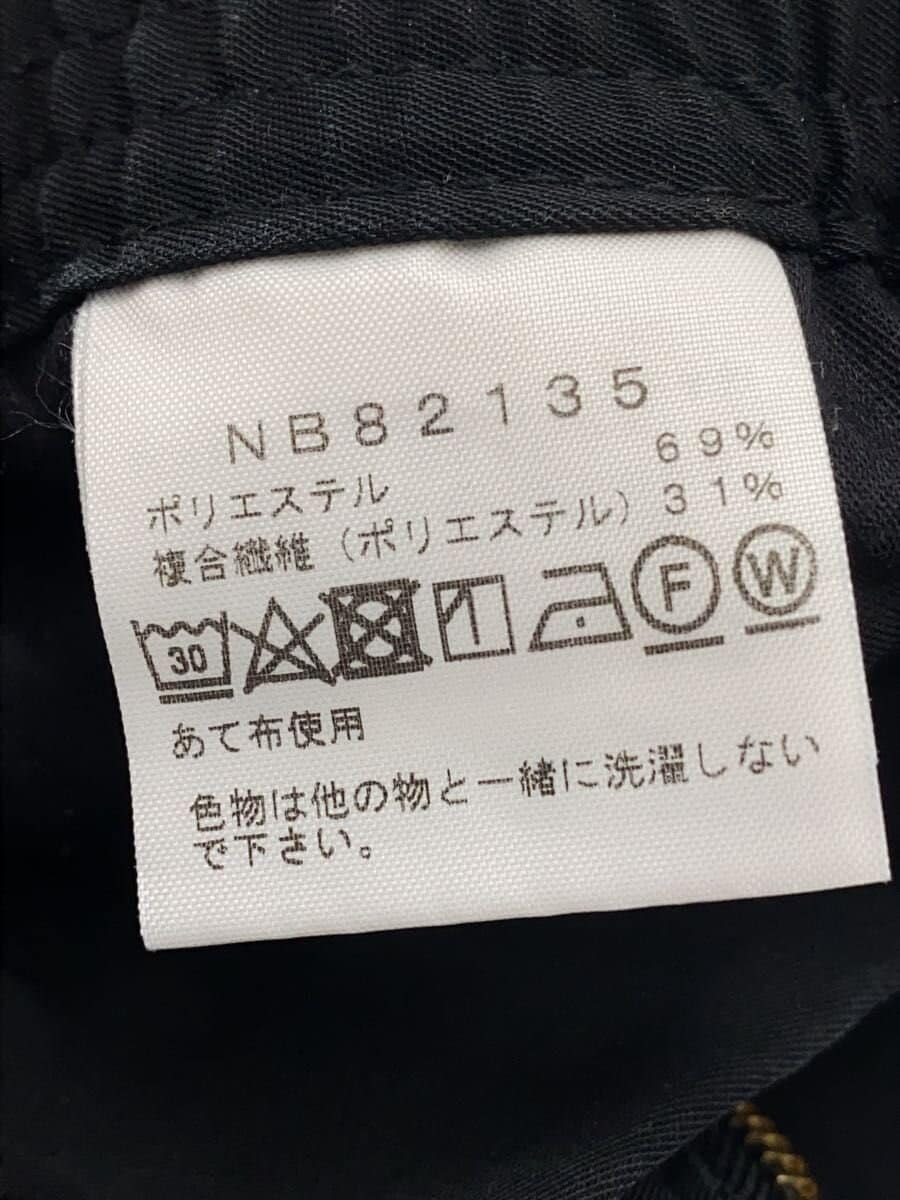 NB82135
ポリエステル 69%
複合繊維(ポリエステル) 31%
30 F W
あて布使用
色物は他の物と一緒に洗濯しない
で下さい。